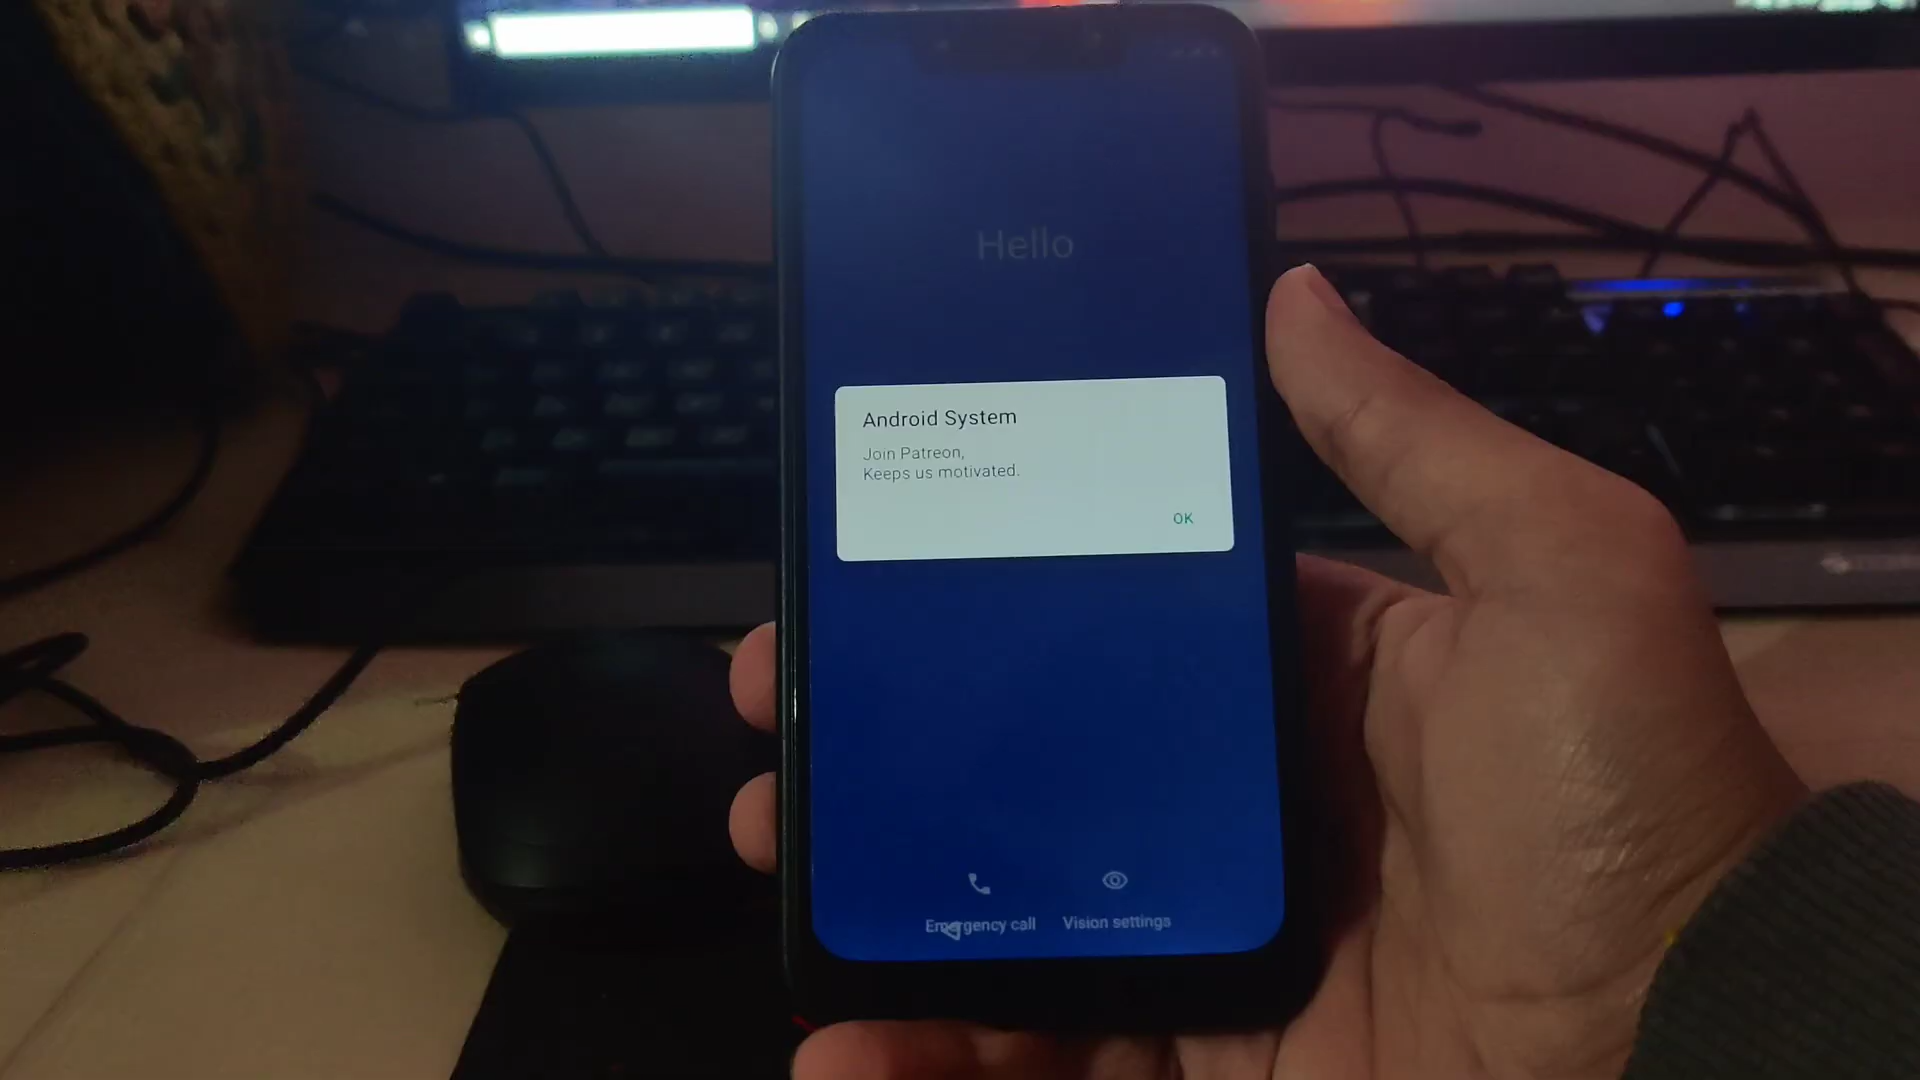 Hello
Android System
Join Patreon,
Keeps us motivated.
OK
Emergency call
Vision settings